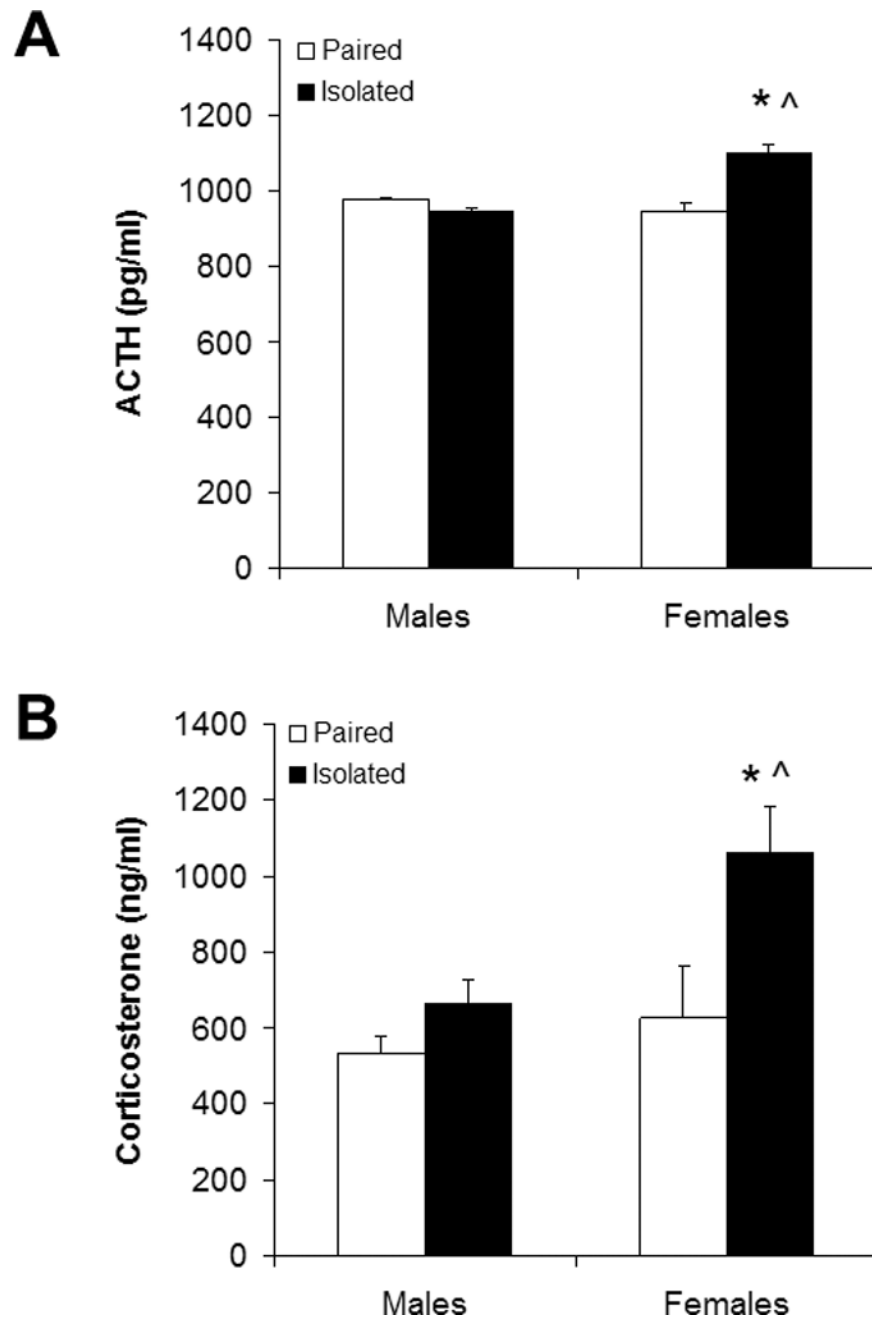 A
1400
1200
1000
800
600
400
200
0
ACTH (pg/ml)
Paired
Isolated
* ^
Males Females
B
1400
1200
1000
800
600
400
200
0
Corticosterone (ng/ml)
Paired
Isolated
* ^
Males Females